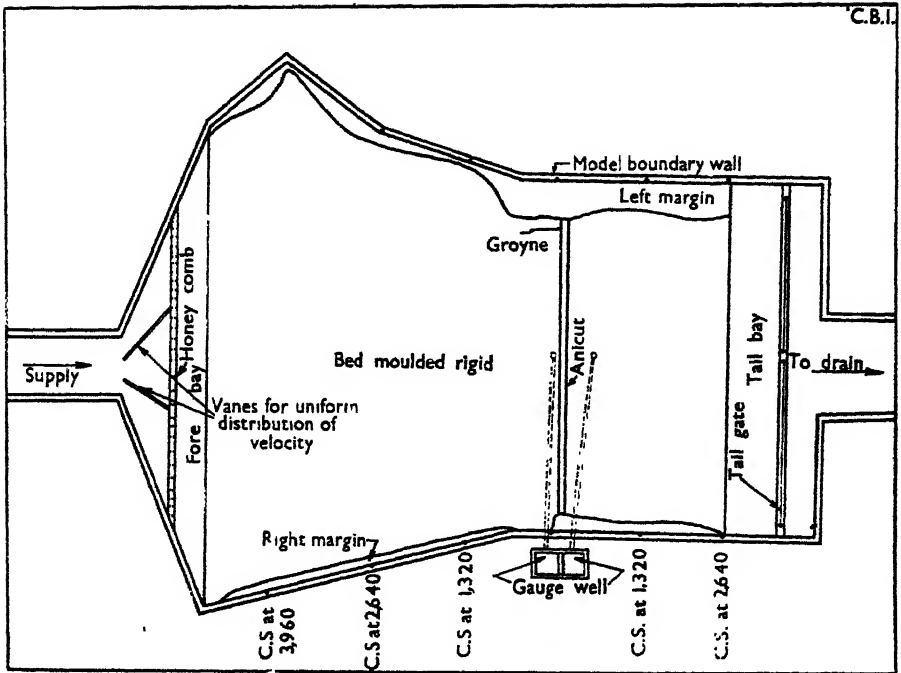 C.B.I.
Model boundary wall
Left margin
Groyne
Honey comb
Fore bay
Supply
Vanes for uniform
distribution of
velocity
Bed moulded rigid
Anicut
Tail gate
Tail bay
To drain
Right margin
Gauge well
C.S at
3,960
C.S at 2,640
C.S at 1,320
C.S. at 1,320
C.S. at 2,640